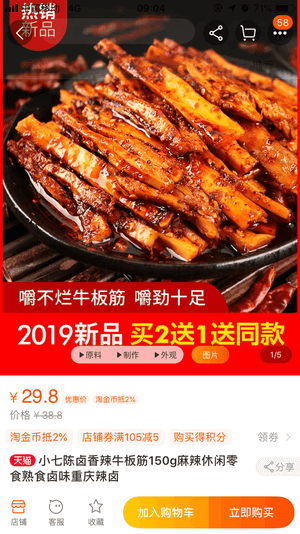 热销
新品
4G 09:04 71%
58
嚼不烂牛板筋 嚼劲十足
2019新品 买2送1送同款
原料 制作 外观 图片 1/5
¥29.8 优惠价 淘金币抵2%
价格 ¥38.8
淘金币抵2% 店铺券满105减5 购买得积分 领券
天猫 小七陈卤香辣牛板筋150g麻辣休闲零
食熟食卤味重庆辣卤
分享
店铺 客服 收藏 加入购物车 立即购买